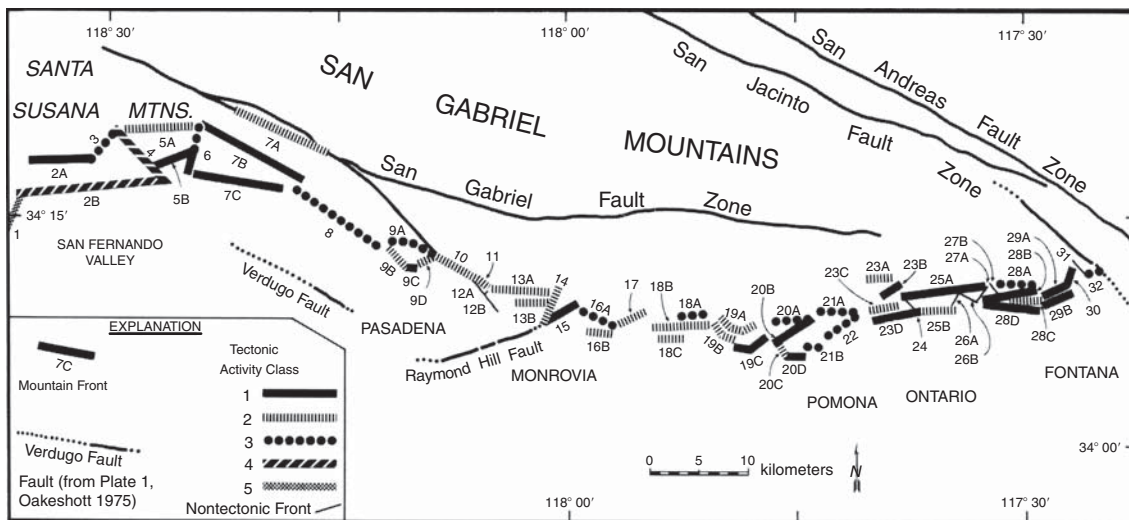 118° 30′
118° 00′
117° 30′
SANTA
SUSANA MTNS.
SAN
GABRIEL
MOUNTAINS
San
Andreas
Fault
Zone
San
Jacinto
Fault
Zone
San
Gabriel
Fault
Zone
2A
3
4
5A
5B
6
7A
7B
7C
2B
1
34° 15′
SAN FERNANDO
VALLEY
8
9A
9B
9C
9D
10
11
12A
12B
13A
13B
14
15
16A
16B
17
18B
18A
18C
19A
19B
19C
20B
20A
20C
20D
21A
21B
22
23C
23A
23B
23D
24
25A
25B
26A
26B
27B
27A
29A
28B
28A
28D
28C
29B
30
31
32
Verdugo Fault
PASADENA
Raymond Hill Fault
MONROVIA
POMONA
ONTARIO
FONTANA
34° 00′
0 5 10 kilometers
N
118° 00′
117° 30′
EXPLANATION
7C
Mountain Front
Verdugo Fault
Fault (from Plate 1,
Oakeshott 1975)
Tectonic
Activity Class
1
2
3
4
5
Nontectonic Front